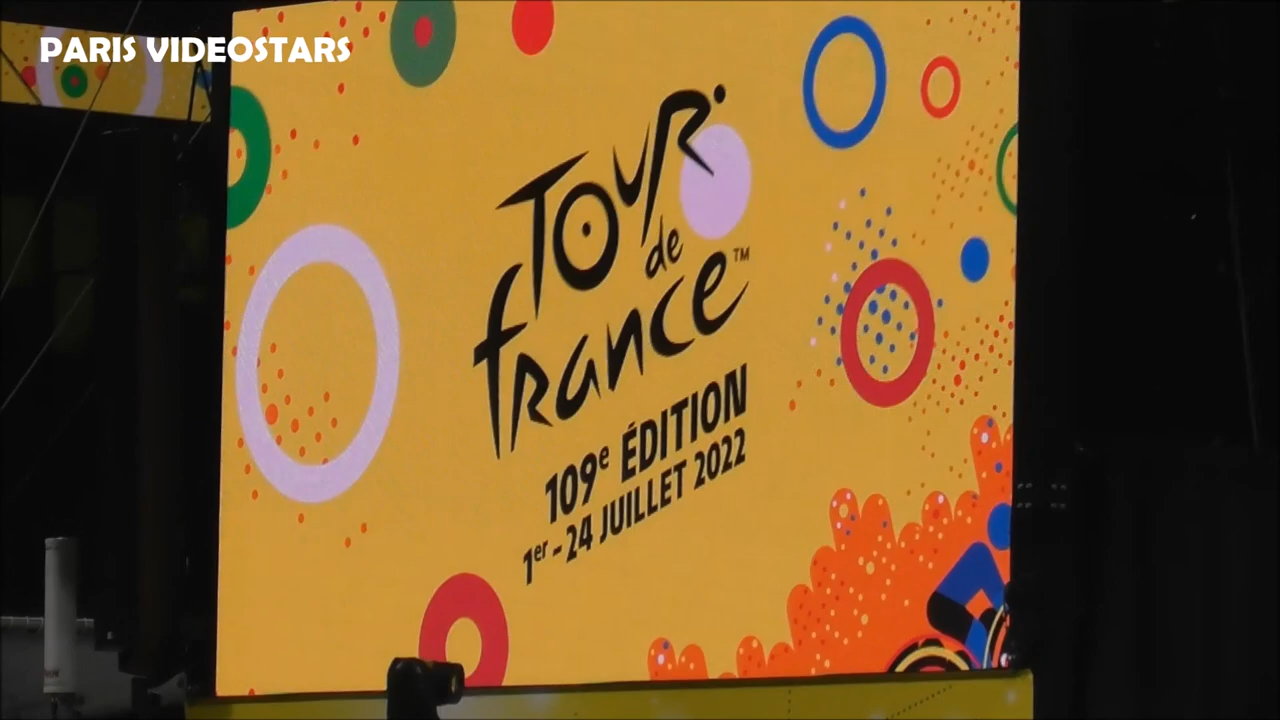 PARIS VIDEOSTARS
TOUR
de
france™
109e ÉDITION
1er - 24 JUILLET 2022